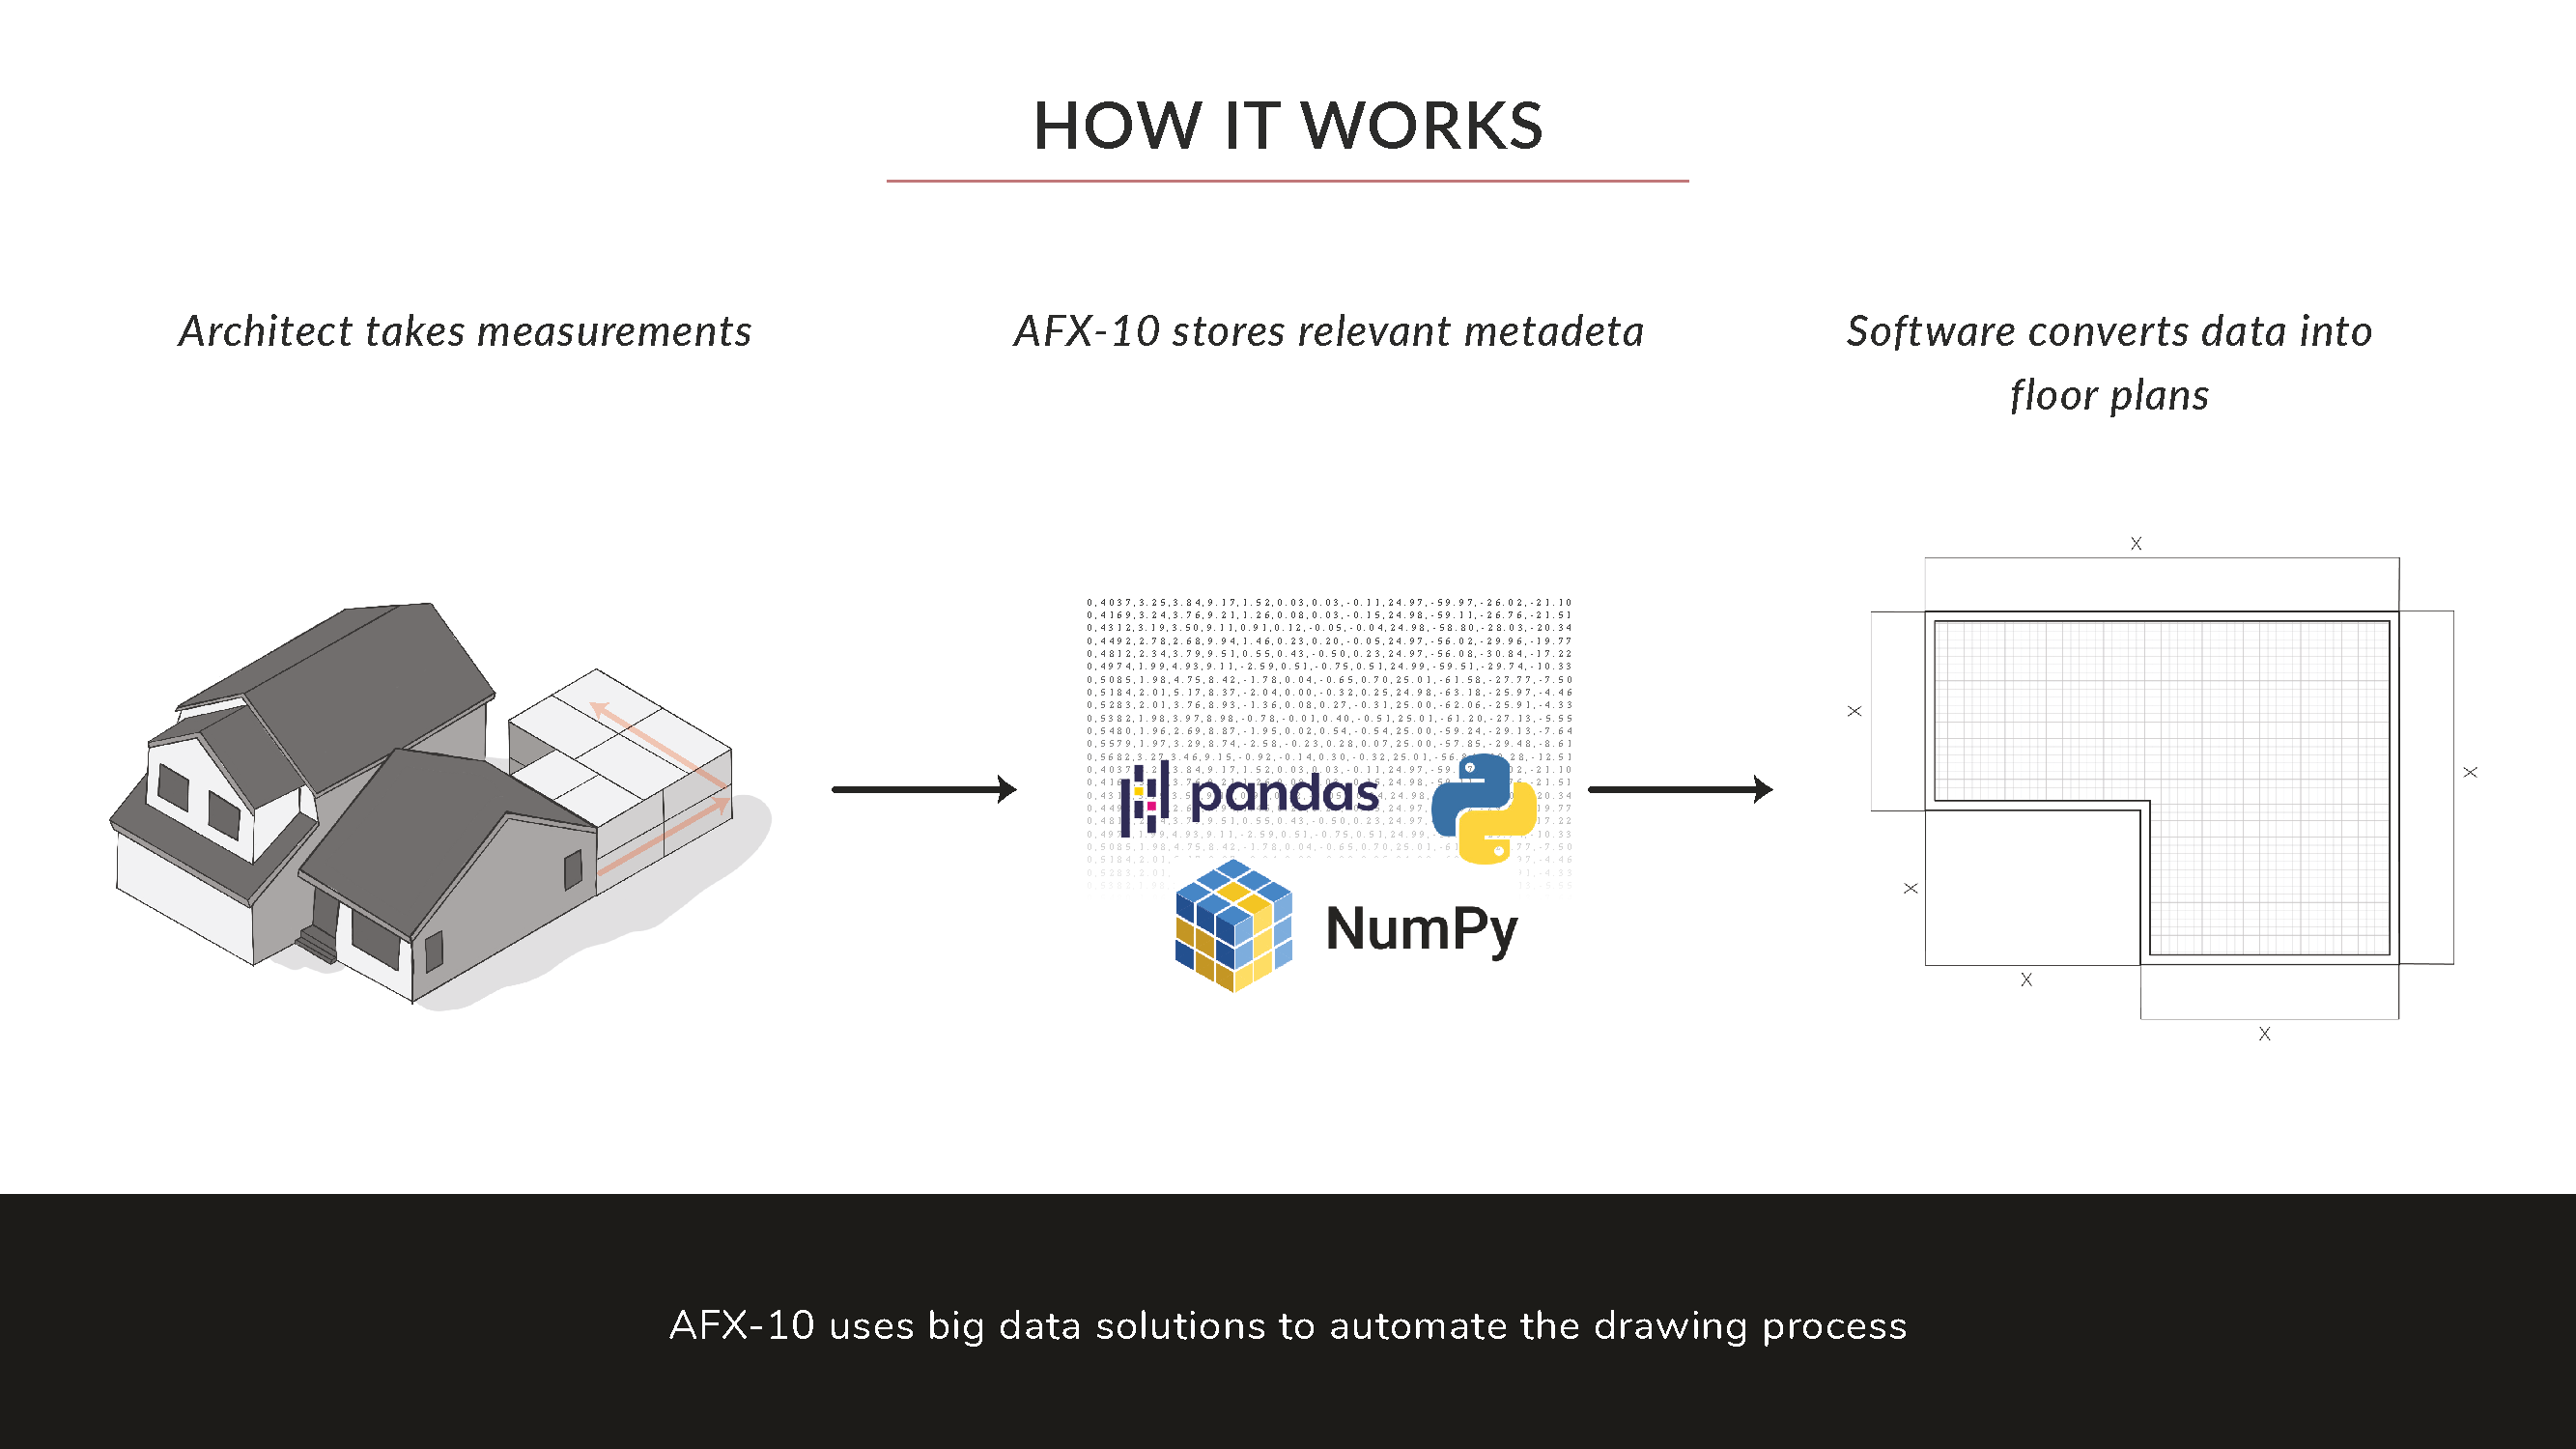 HOW IT WORKS
Architect takes measurements
AFX-10 stores relevant metadeta
Software converts data into
floor plans
0,4037,3.25,3.84,9.17,1.52,0.03,0.03,-0.11,24.97,-59.97,-26.02,-21.10
0,4169,3.24,3.76,9.21,1.26,0.08,0.03,-0.15,24.98,-59.11,-26.76,-21.51
0,4312,3.19,3.50,9.11,0.91,0.12,-0.05,-0.04,24.98,-58.80,-28.03,-20.34
0,4492,2.78,2.68,9.94,1.46,0.23,0.20,-0.05,24.97,-56.02,-29.96,-19.77
0,4812,2.34,3.79,9.51,0.55,0.43,-0.50,0.23,24.97,-56.08,-30.84,-17.22
0,4974,1.99,4.93,9.11,-2.59,0.51,-0.75,0.51,24.99,-59.51,-29.74,-10.33
0,5085,1.98,4.75,8.42,-1.78,0.04,-0.65,0.70,25.01,-61.58,-27.77,-7.50
0,5184,2.01,5.17,8.37,-2.04,0.00,-0.32,0.25,24.98,-63.18,-25.97,-4.46
0,5283,2.01,3.76,8.93,-1.36,0.08,0.27,-0.31,25.00,-62.06,-25.91,-4.33
0,5382,1.98,3.97,8.98,-0.78,-0.01,0.40,-0.51,25.01,-61.20,-27.13,-5.55
0,5480,1.96,2.69,8.87,-1.95,0.02,0.54,-0.54,25.00,-59.24,-29.13,-7.64
0,5579,1.97,3.29,8.74,-2.58,-0.23,0.28,0.07,25.00,-57.85,-29.48,-8.61
pandas
NumPy
X
X
X
X
X
X
AFX-10 uses big data solutions to automate the drawing process